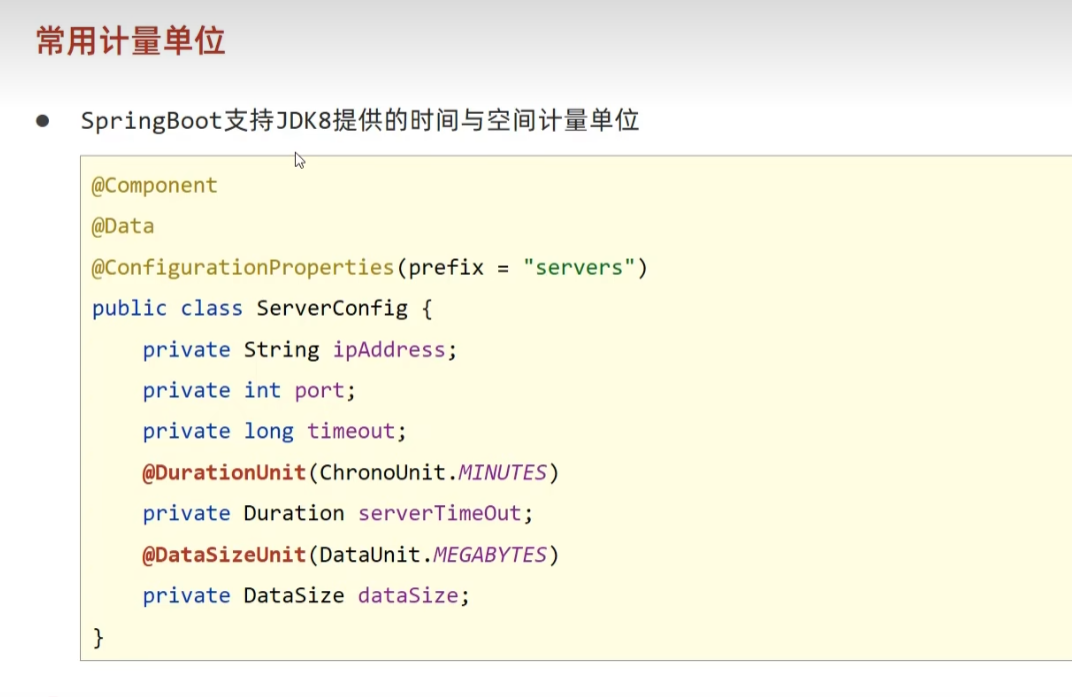 常用计量单位
● SpringBoot支持JDK8提供的时间与空间计量单位
@Component
@Data
@ConfigurationProperties(prefix = "servers")
public class ServerConfig {
    private String ipAddress;
    private int port;
    private long timeout;
    @DurationUnit(ChronoUnit.MINUTES)
    private Duration serverTimeOut;
    @DataSizeUnit(DataUnit.MEGABYTES)
    private DataSize dataSize;
}